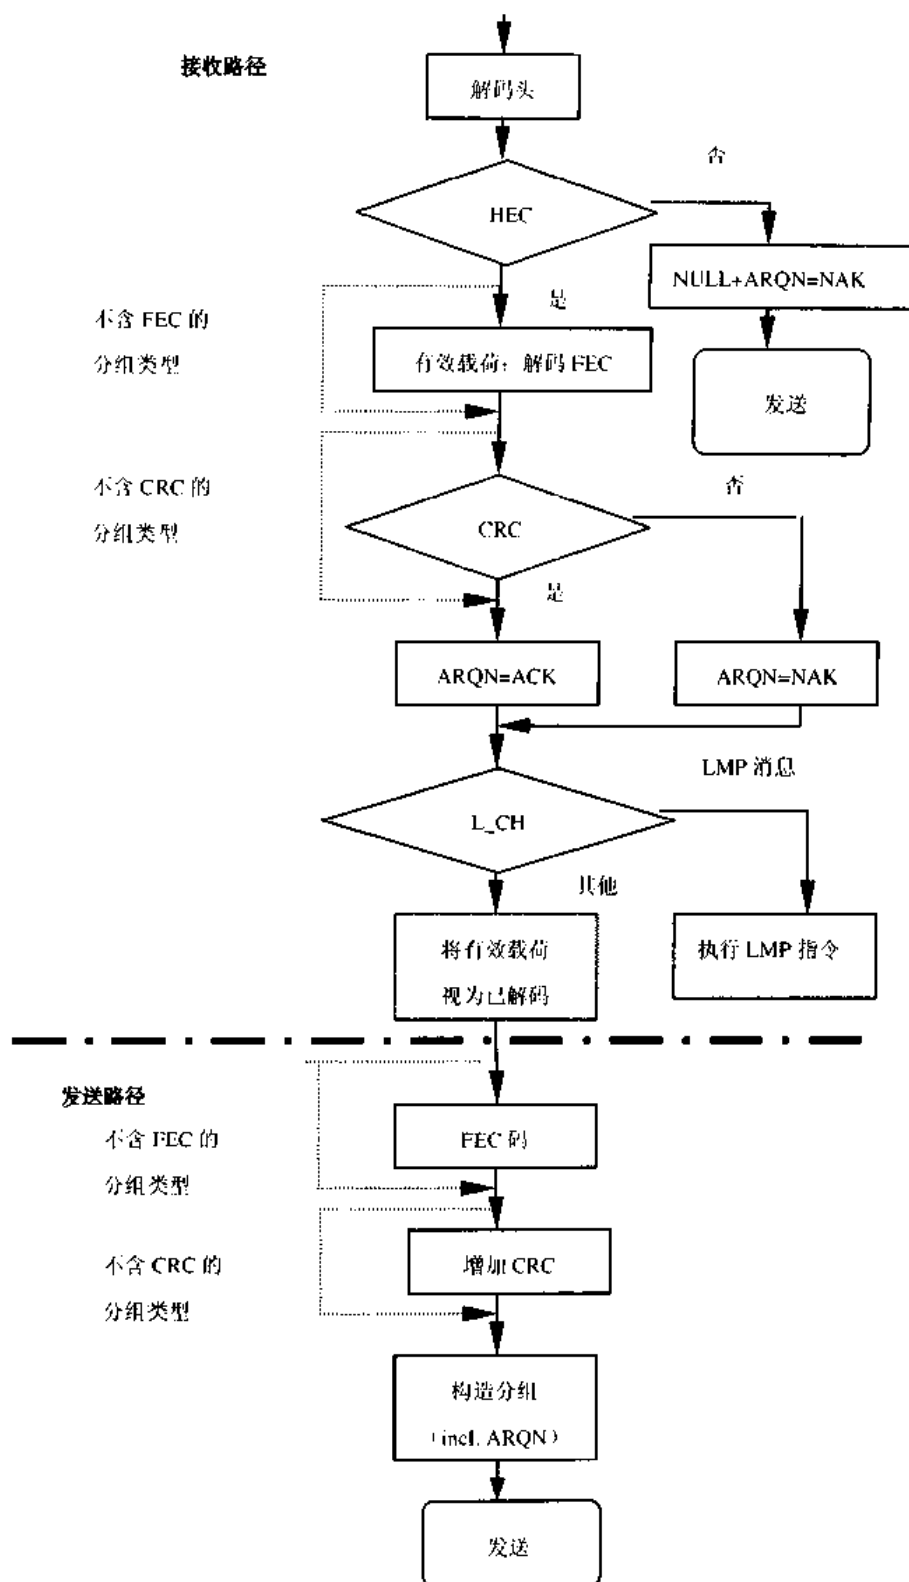 接收路径
解码头
否
HEC
NULL+ARQN=NAK
是
不含 FEC 的
分组类型
有效载荷：解码 FEC
发送
不含 CRC 的
分组类型
否
CRC
是
ARQN=ACK
ARQN=NAK
LMP 消息
L_CH
其他
将有效载荷
视为已解码
执行 LMP 指令
发送路径
不含 FEC 的
分组类型
FEC 码
不含 CRC 的
分组类型
增加 CRC
构造分组
（incl. ARQN）
发送